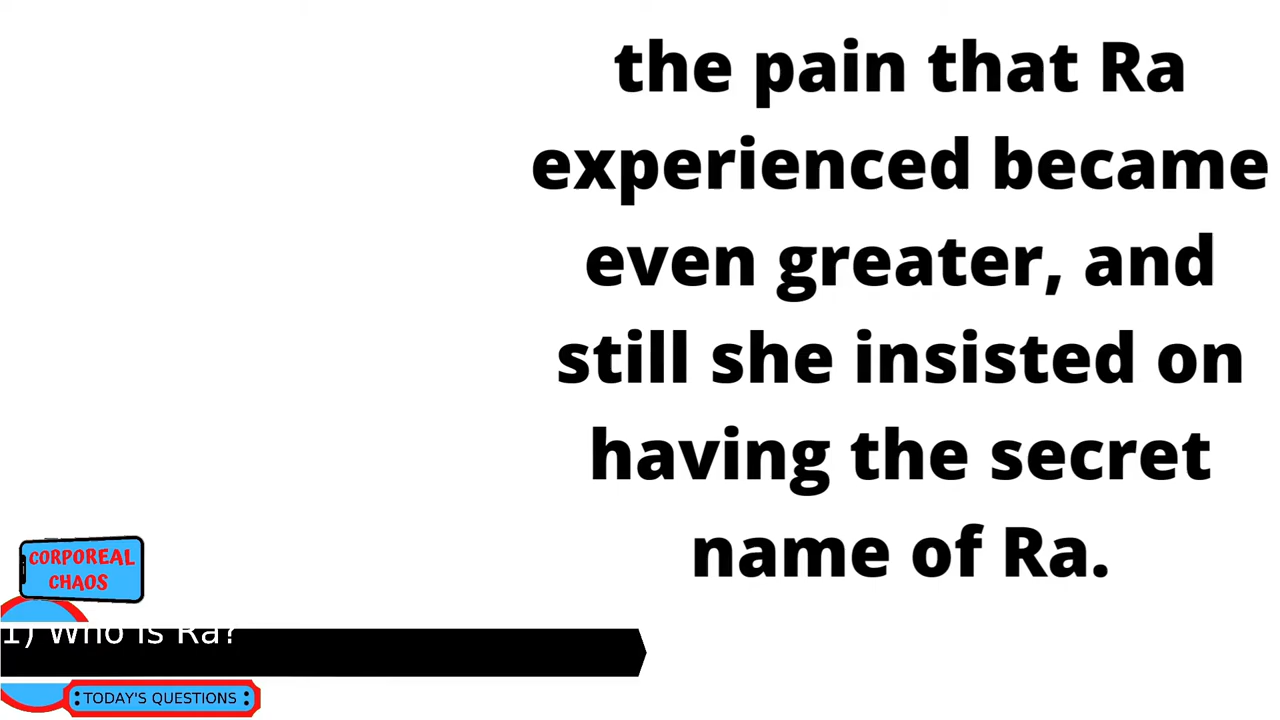 the pain that Ra
experienced became
even greater, and
still she insisted on
having the secret
name of Ra.
CORPOREAL
CHAOS
1) Who is Ra?
TODAY'S QUESTIONS